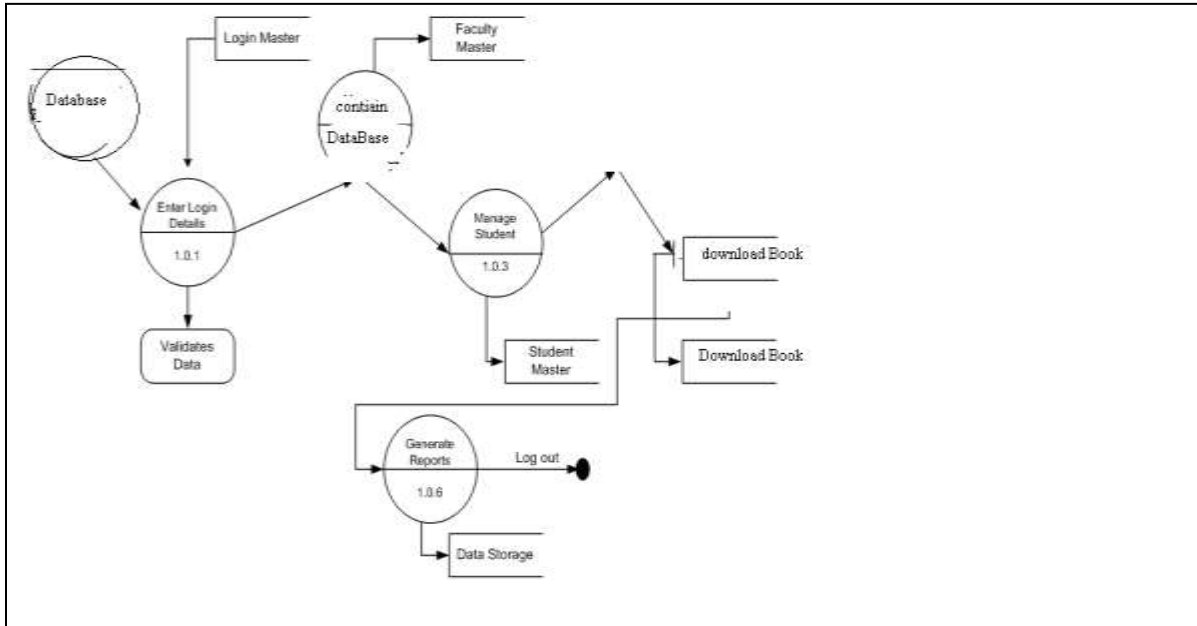 Login Master
Faculty
Master
Database
contiain
DataBase
Enter Login
Details
1.0.1
Manage
Student
1.0.3
download Book
Validates
Data
Student
Master
Download Book
Generate
Reports
1.0.6
Log out
Data Storage